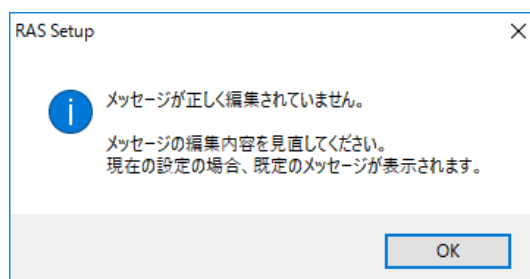 RAS Setup
メッセージが正しく編集されていません。
メッセージの編集内容を見直してください。
現在の設定の場合、既定のメッセージが表示されます。
OK